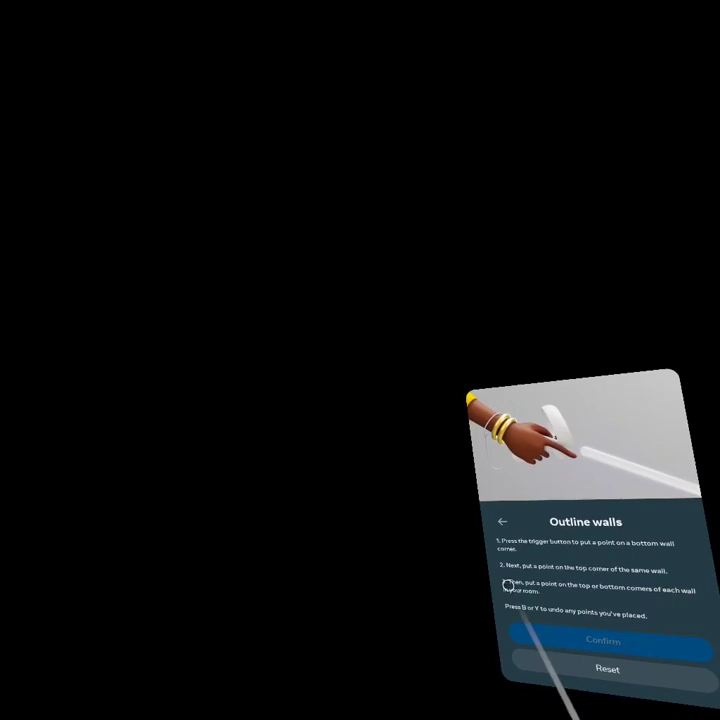 Outline walls
1. Press the trigger button to put a point on a bottom wall
corner.
2. Next, put a point on the top corner of the same wall.
put a point on the top or bottom corners of each wall
room.
Press B or Y to undo any points you've placed.
Confirm
Reset